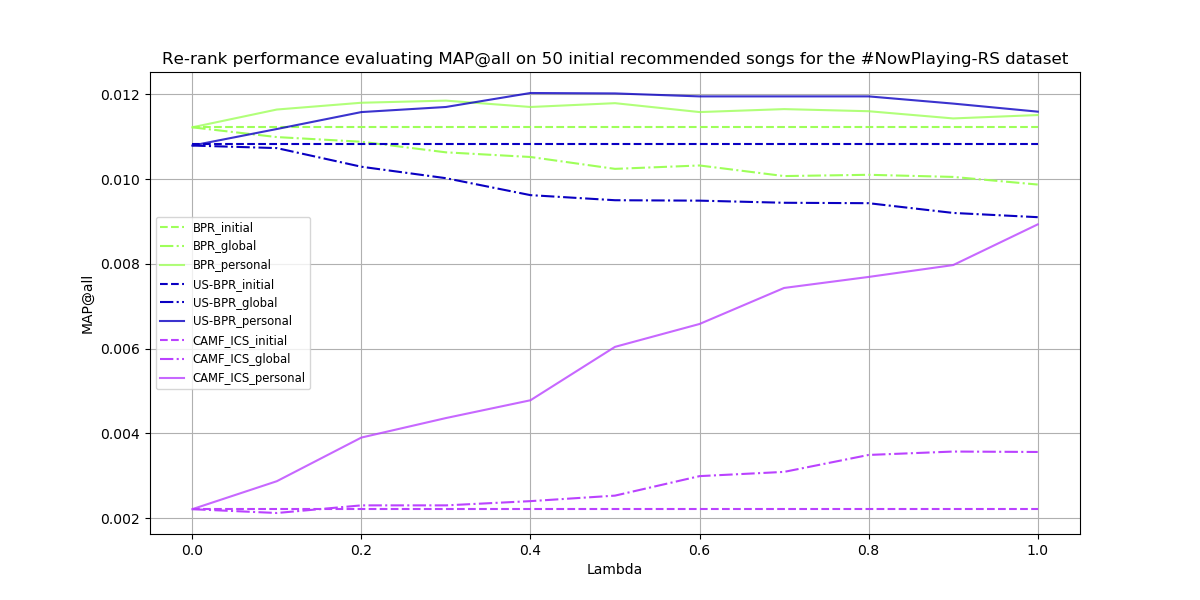 Re-rank performance evaluating MAP@all on 50 initial recommended songs for the #NowPlaying-RS dataset
0.012
0.010
0.008
0.006
0.004
0.002
MAP@all
BPR_initial
BPR_global
BPR_personal
US-BPR_initial
US-BPR_global
US-BPR_personal
CAMF_ICS_initial
CAMF_ICS_global
CAMF_ICS_personal
0.0 0.2 0.4 0.6 0.8 1.0
Lambda